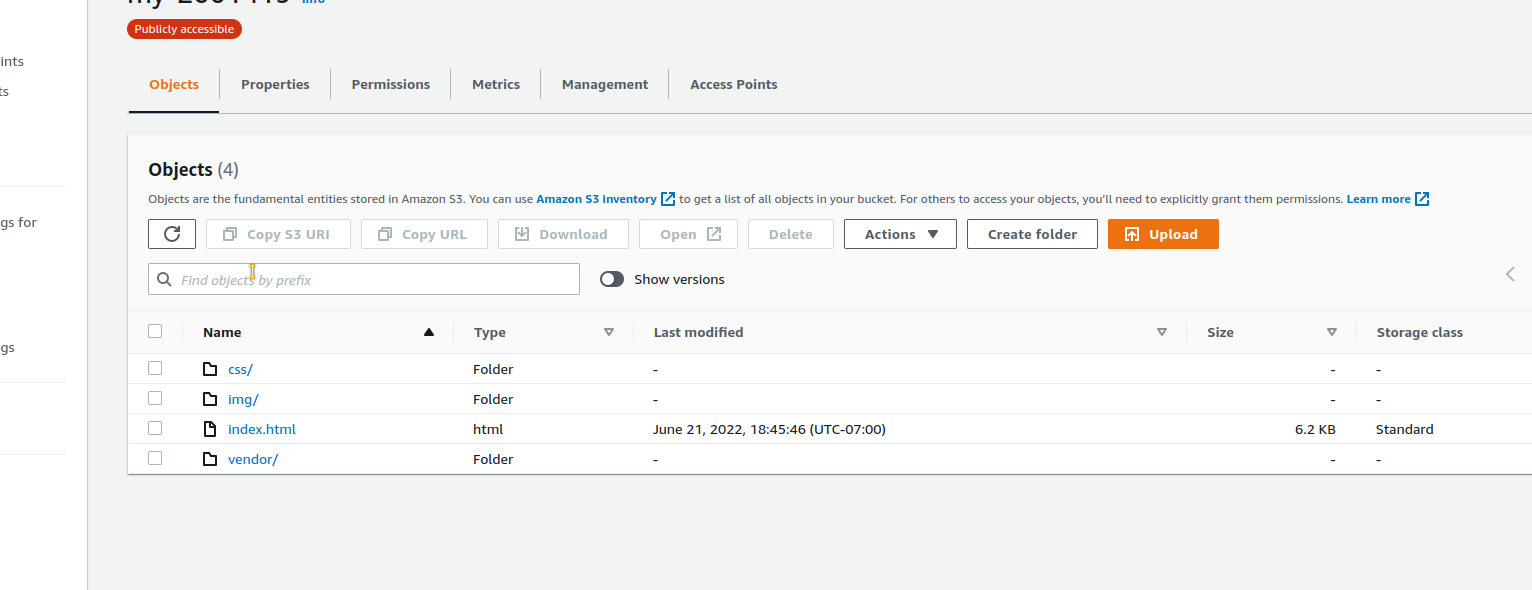 Info
Publicly accessible
Objects Properties Permissions Metrics Management Access Points
ints
ts
gs for
gs
Objects (4)
Objects are the fundamental entities stored in Amazon S3. You can use Amazon S3 inventory to get a list of all objects in your bucket. For others to access your objects, you'll need to explicitly grant them permissions. Learn more
Copy S3 URI Copy URL Download Open Delete Actions Create folder Upload
Find objects by prefix Show versions
Name Type Last modified Size Storage class
css/ Folder - - -
img/ Folder - - -
index.html html June 21, 2022, 18:45:46 (UTC-07:00) 6.2 KB Standard
vendor/ Folder - - -